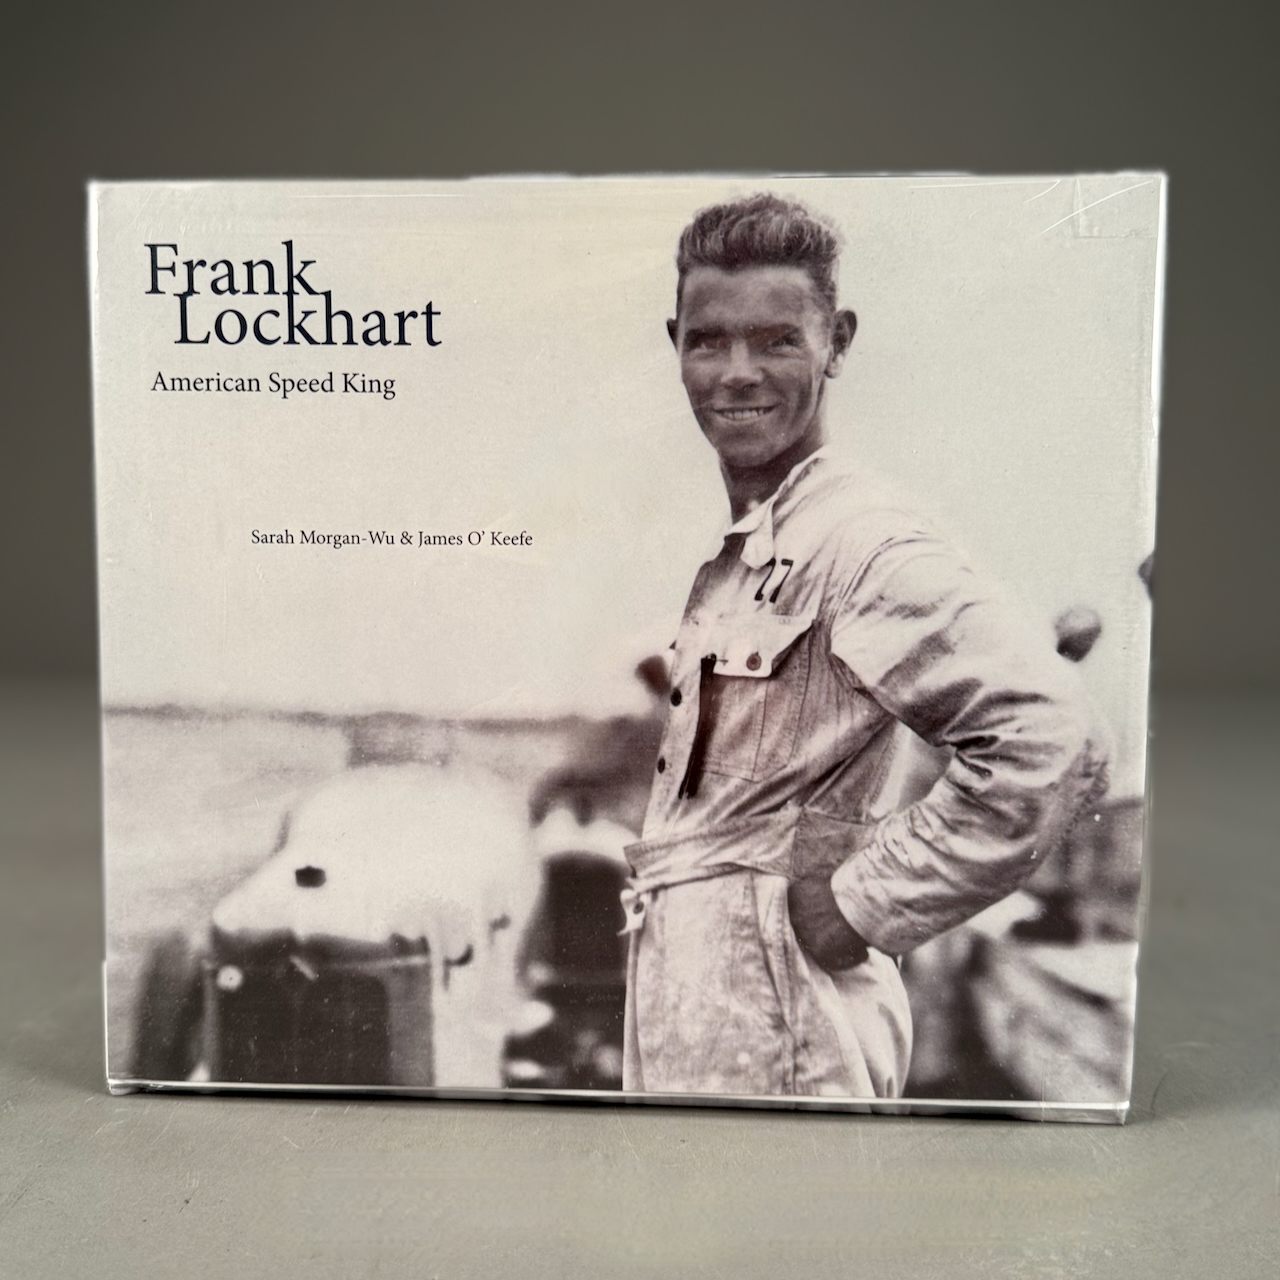 Frank
Lockhart
American Speed King
Sarah Morgan-Wu & James O' Keefe
27